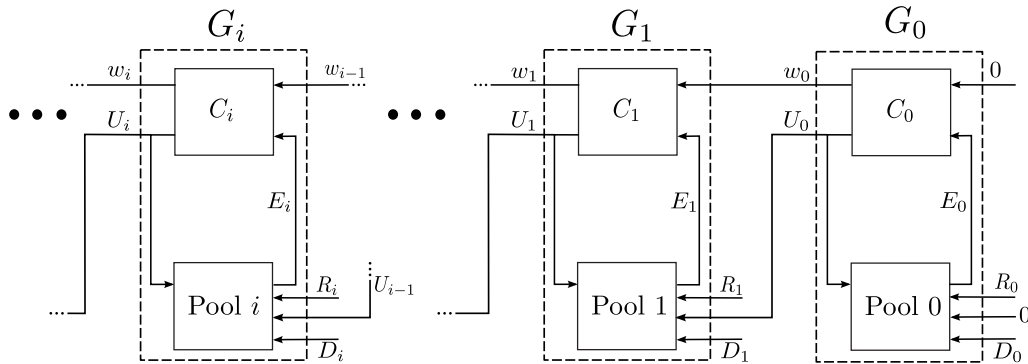 G_i G_1 G_0
w_i w_{i-1} w_1 w_0 0
C_i C_1 C_0
U_i U_1 U_0
E_i E_1 E_0
Pool i R_i U_{i-1} Pool 1 R_1 Pool 0 R_0
0
D_i D_1 D_0